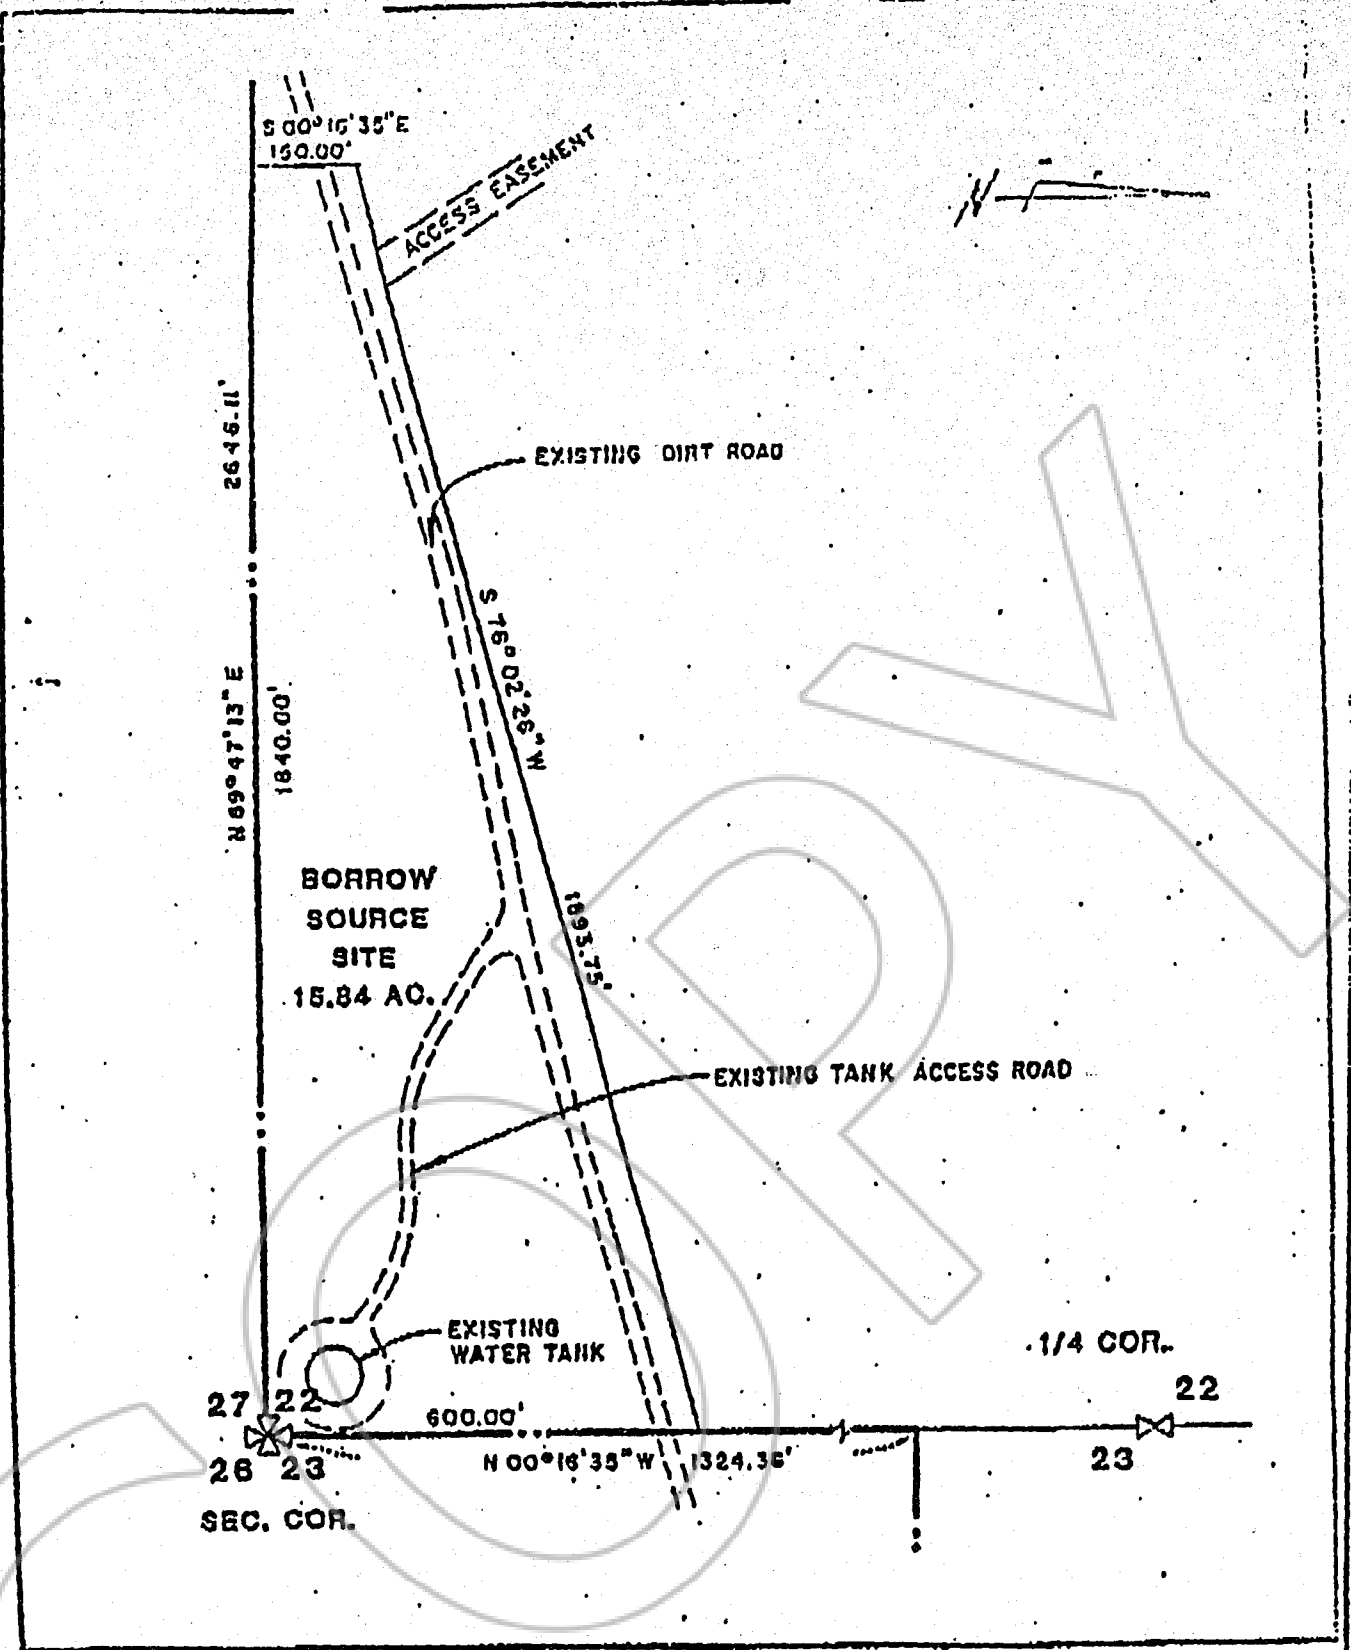 S 00°16'35"E
150.00'
ACCESS EASEMENT
2646.11'
EXISTING DIRT ROAD
S 76°02'26" W
N 89°47'13" E
1840.00'
BORROW
SOURCE
SITE
15.84 AC.
1893.75'
EXISTING TANK ACCESS ROAD
EXISTING
WATER TANK
1/4 COR.
27 22
22
600.00'
N 00°16'35" W 1324.36'
26 23
23
SEC. COR.
COPY